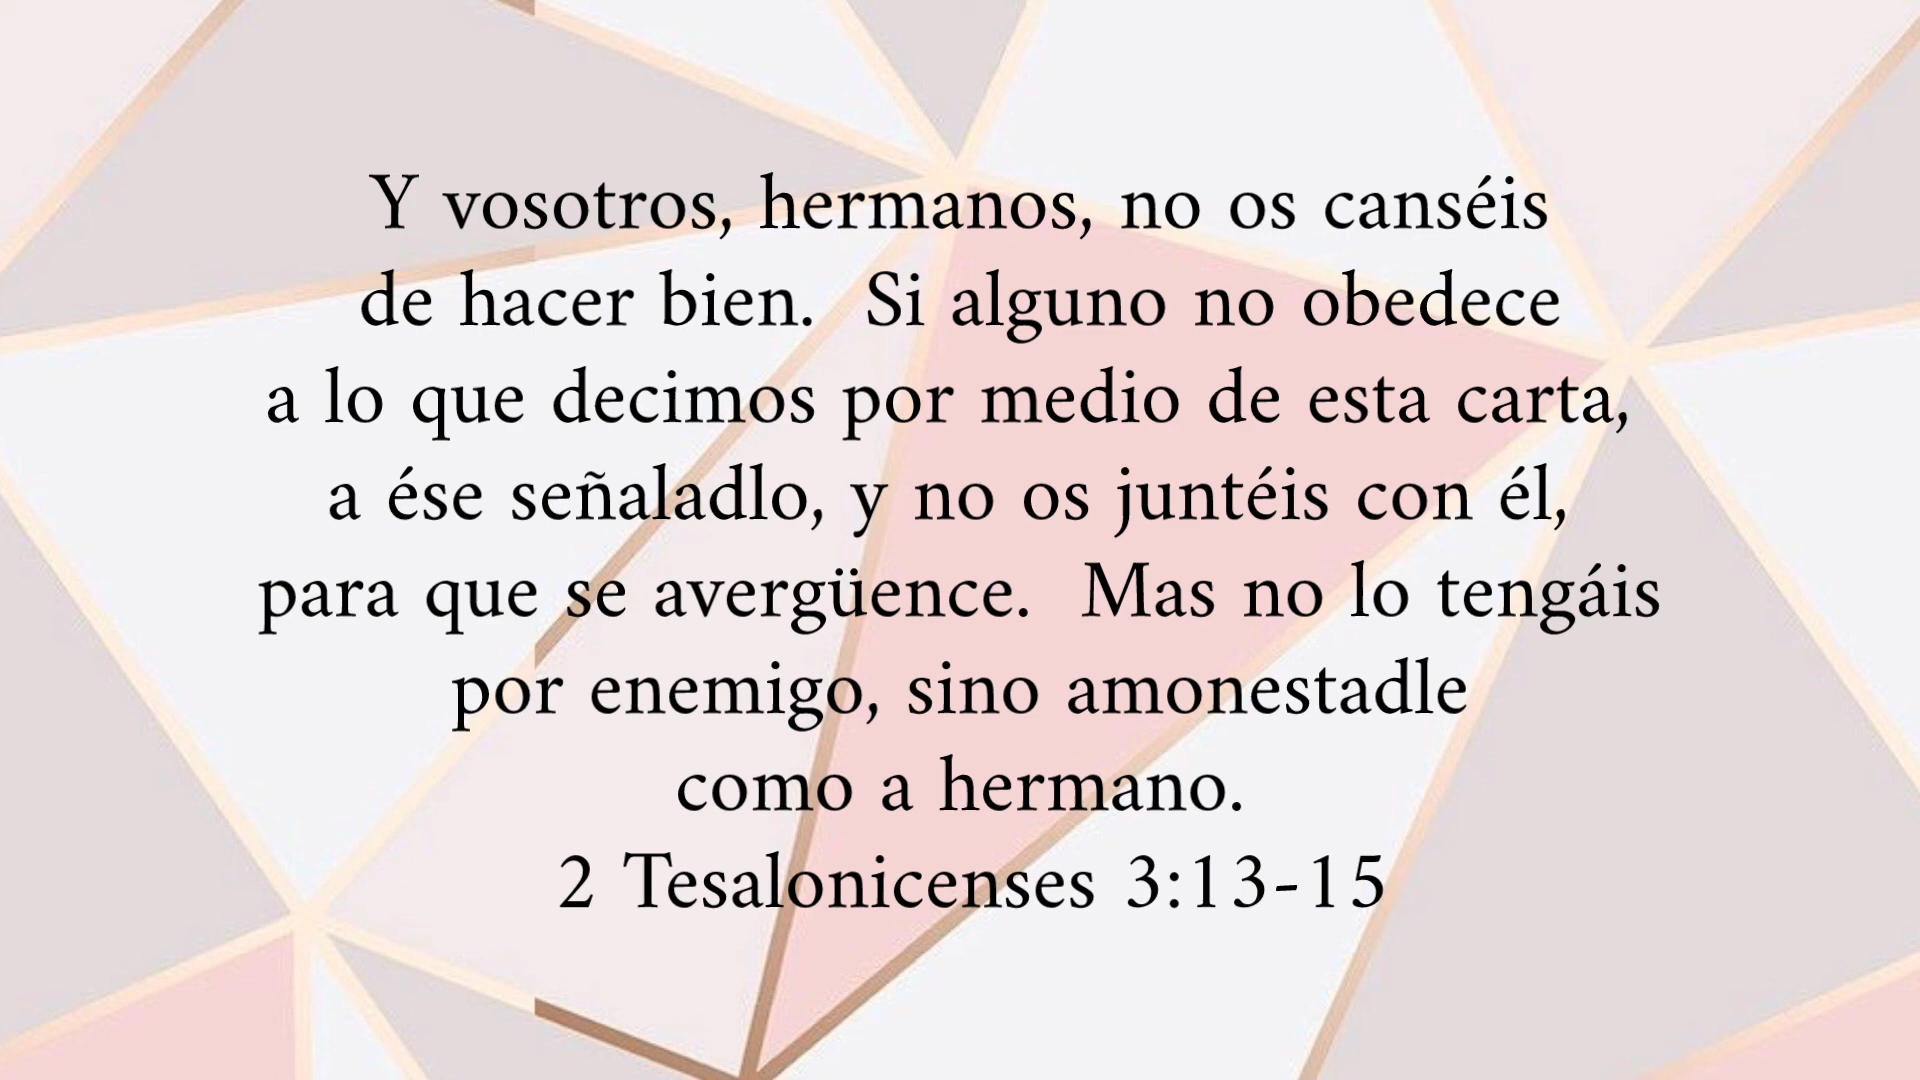 Y vosotros, hermanos, no os canséis
de hacer bien.  Si alguno no obedece
a lo que decimos por medio de esta carta,
a ése señaladlo, y no os juntéis con él,
para que se avergüence.  Mas no lo tengáis
por enemigo, sino amonestadle
como a hermano.
2 Tesalonicenses 3:13-15